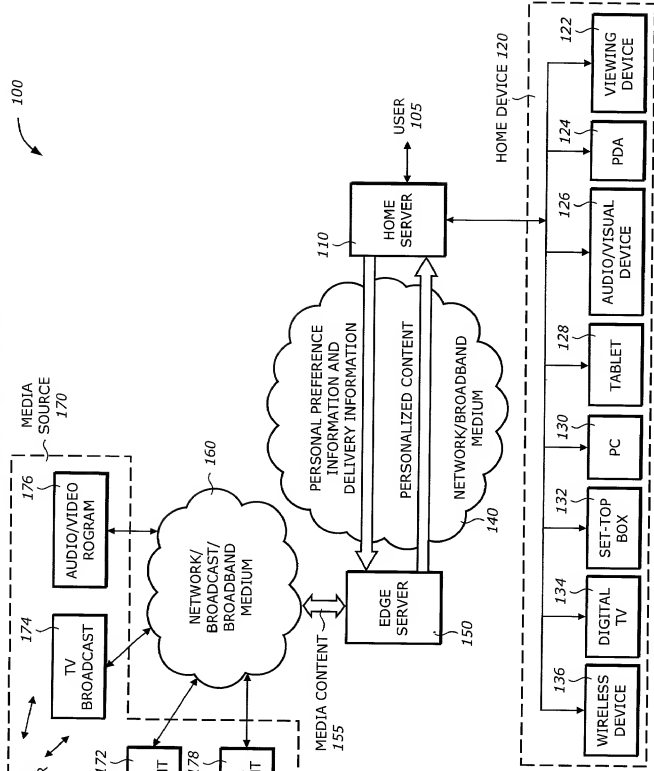 100
MEDIA
SOURCE
170
176
AUDIO/VIDEO
ROGRAM
174
TV
BROADCAST
172
NT
178
NT
R
160
NETWORK/
BROADCAST/
BROADBAND
MEDIUM
MEDIA CONTENT
155
EDGE
SERVER
150
PERSONAL PREFERENCE
INFORMATION AND
DELIVERY INFORMATION
PERSONALIZED CONTENT
NETWORK/BROADBAND
MEDIUM
140
110
HOME
SERVER
USER
105
HOME DEVICE 120
122
VIEWING
DEVICE
124
PDA
126
AUDIO/VISUAL
DEVICE
128
TABLET
130
PC
132
SET-TOP
BOX
134
DIGITAL
TV
136
WIRELESS
DEVICE